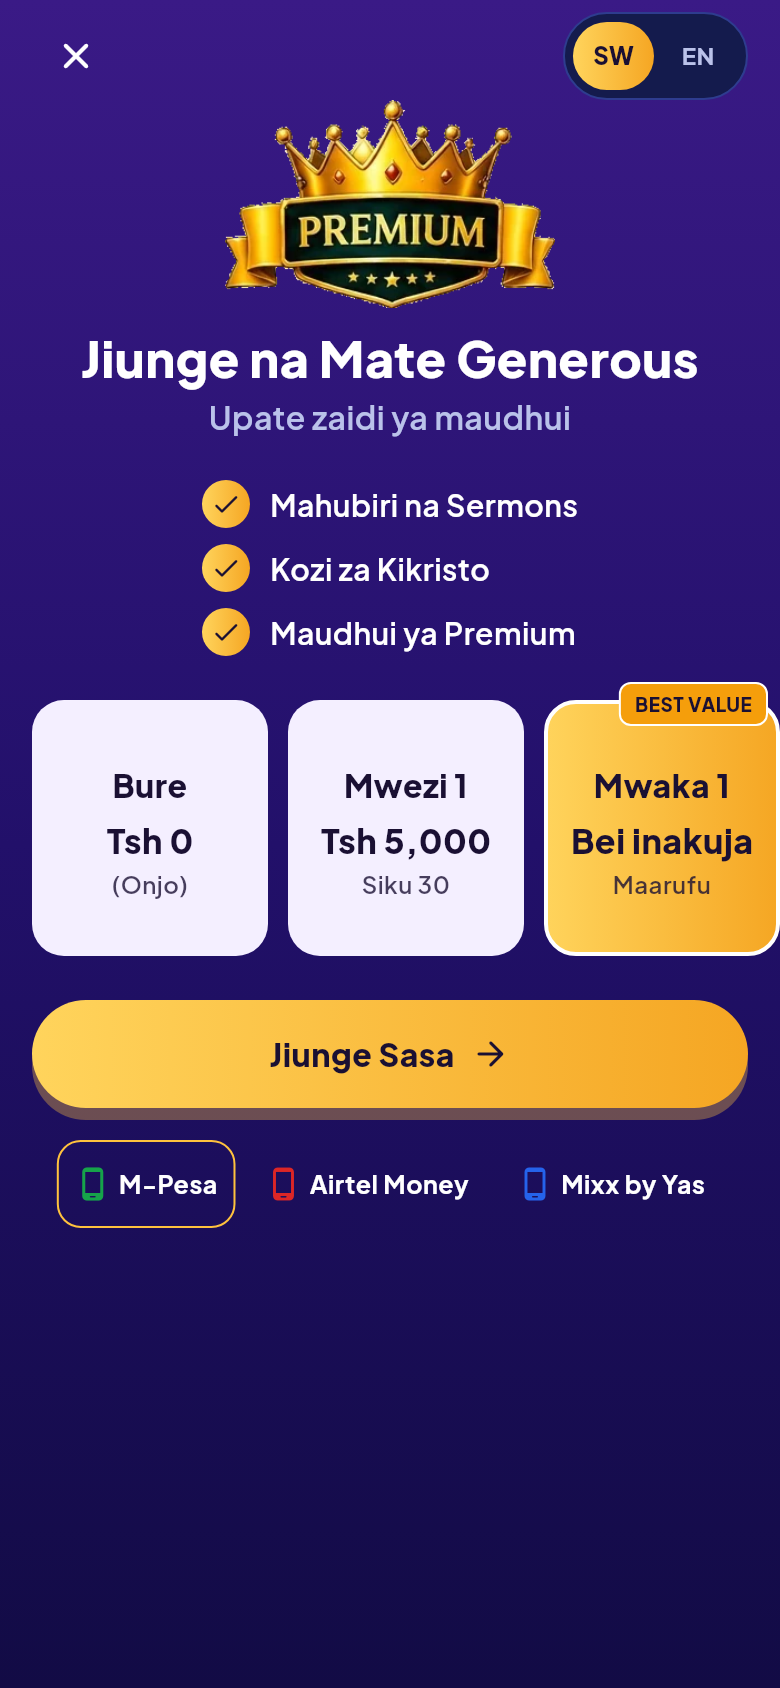 SW EN
PREMIUM
Jiunge na Mate Generous
Upate zaidi ya maudhui
Mahubiri na Sermons
Kozi za Kikristo
Maudhui ya Premium
BEST VALUE
Bure
Tsh 0
(Onjo)
Mwezi 1
Tsh 5,000
Siku 30
Mwaka 1
Bei inakuja
Maarufu
Jiunge Sasa
M-Pesa
Airtel Money
Mixx by Yas